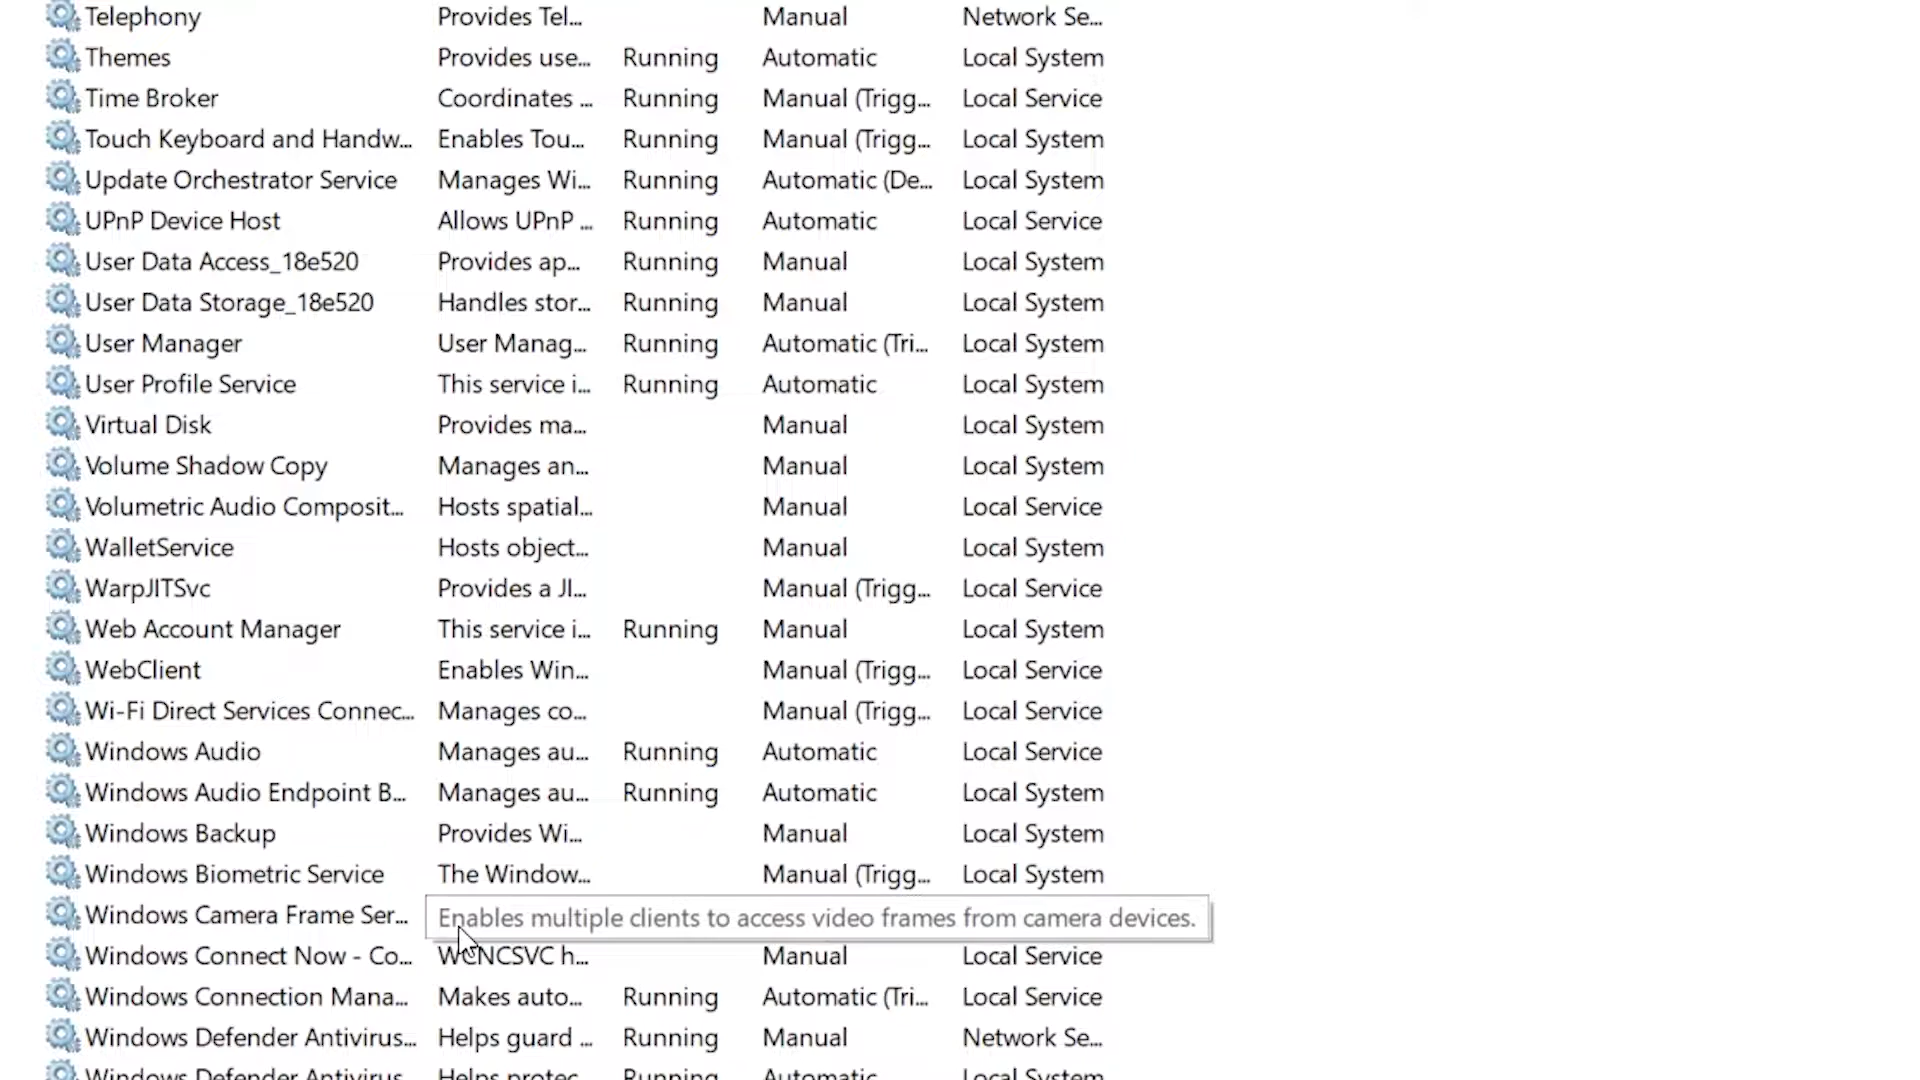 Telephony Provides Tel... Manual Network Se...
Themes Provides use... Running Automatic Local System
Time Broker Coordinates ... Running Manual (Trigg... Local Service
Touch Keyboard and Handw... Enables Tou... Running Manual (Trigg... Local System
Update Orchestrator Service Manages Wi... Running Automatic (De... Local System
UPnP Device Host Allows UPnP ... Running Automatic Local Service
User Data Access_18e520 Provides ap... Running Manual Local System
User Data Storage_18e520 Handles stor... Running Manual Local System
User Manager User Manag... Running Automatic (Tri... Local System
User Profile Service This service i... Running Automatic Local System
Virtual Disk Provides ma... Manual Local System
Volume Shadow Copy Manages an... Manual Local System
Volumetric Audio Composit... Hosts spatial... Manual Local Service
WalletService Hosts object... Manual Local System
WarpJITSvc Provides a JI... Manual (Trigg... Local Service
Web Account Manager This service i... Running Manual Local System
WebClient Enables Win... Manual (Trigg... Local Service
Wi-Fi Direct Services Connec... Manages co... Manual (Trigg... Local Service
Windows Audio Manages au... Running Automatic Local Service
Windows Audio Endpoint B... Manages au... Running Automatic Local System
Windows Backup Provides Wi... Manual Local System
Windows Biometric Service The Window... Manual (Trigg... Local System
Windows Camera Frame Ser... Enables multiple clients to access video frames from camera devices.
Windows Connect Now - Co... WCNCSVC h... Manual Local Service
Windows Connection Mana... Makes auto... Running Automatic (Tri... Local Service
Windows Defender Antivirus... Helps guard ... Running Manual Network Se...
Windows Defender Antivirus... Helps protec... Running Automatic Local System